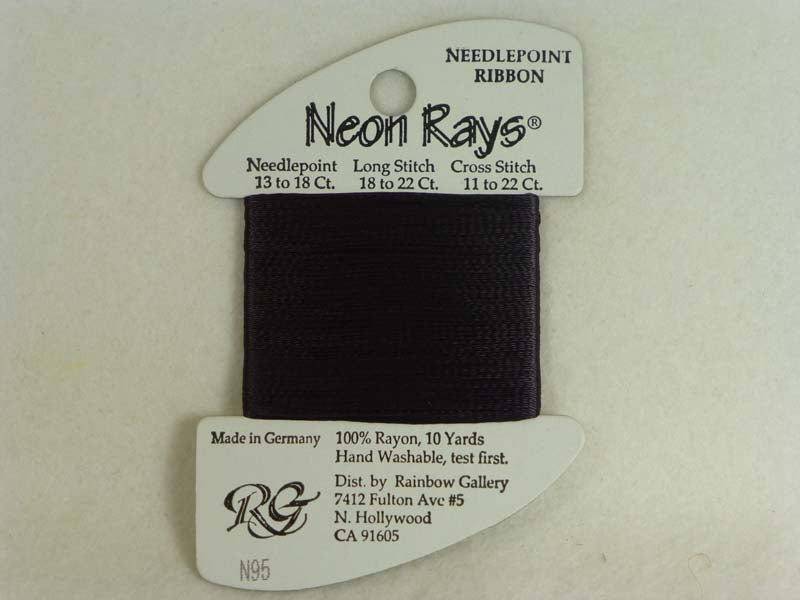 NEEDLEPOINT
RIBBON
Neon Rays®
Needlepoint Long Stitch Cross Stitch
13 to 18 Ct. 18 to 22 Ct. 11 to 22 Ct.
Made in Germany
100% Rayon, 10 Yards
Hand Washable, test first.
Dist. by Rainbow Gallery
7412 Fulton Ave #5
N. Hollywood
CA 91605
RG
N95